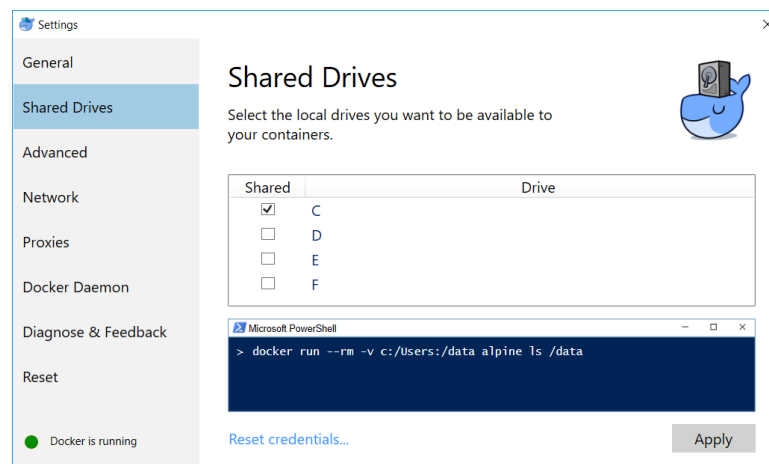 Settings
General
Shared Drives
Advanced
Network
Proxies
Docker Daemon
Diagnose & Feedback
Reset
Docker is running
Shared Drives
Select the local drives you want to be available to
your containers.
Shared Drive
C
D
E
F
Microsoft PowerShell
> docker run --rm -v c:/Users:/data alpine ls /data
Reset credentials...
Apply